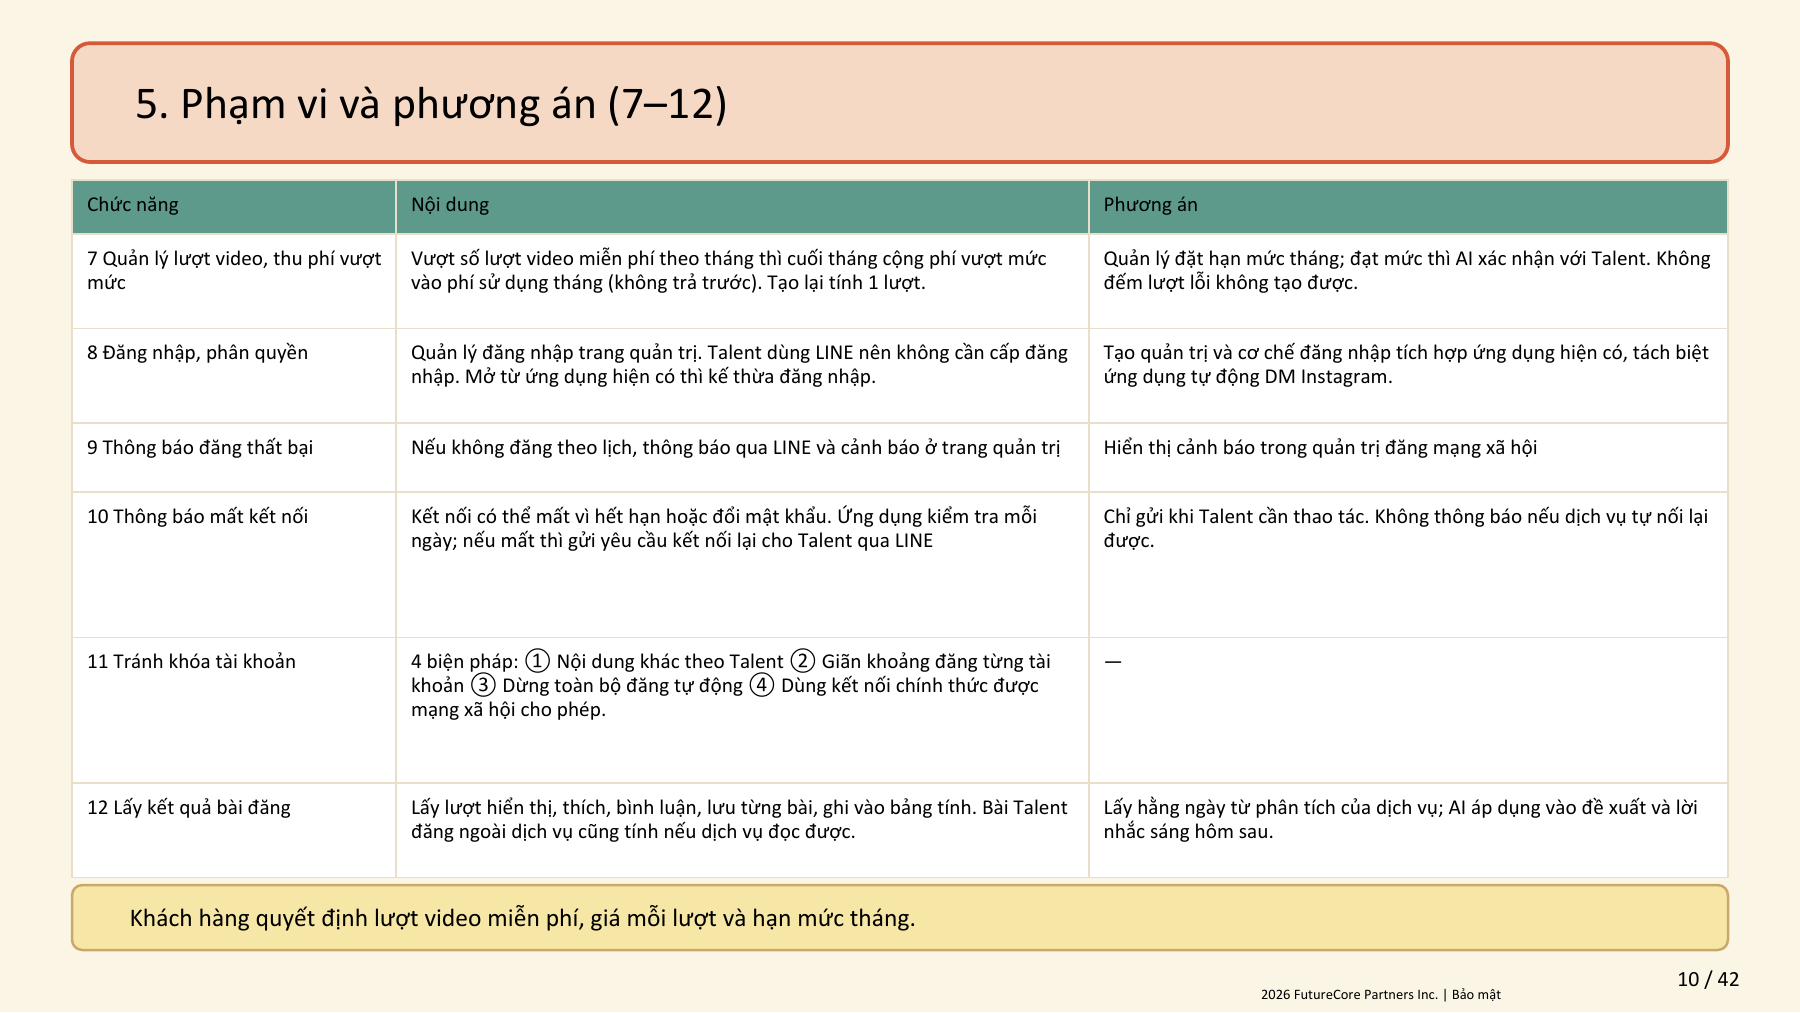 5. Phạm vi và phương án (7–12)
Chức năng
Nội dung
Phương án
7 Quản lý lượt video, thu phí vượt
mức
Vượt số lượt video miễn phí theo tháng thì cuối tháng cộng phí vượt mức
vào phí sử dụng tháng (không trả trước). Tạo lại tính 1 lượt.
Quản lý đặt hạn mức tháng; đạt mức thì AI xác nhận với Talent. Không
đếm lượt lỗi không tạo được.
8 Đăng nhập, phân quyền
Quản lý đăng nhập trang quản trị. Talent dùng LINE nên không cần cấp đăng
nhập. Mở từ ứng dụng hiện có thì kế thừa đăng nhập.
Tạo quản trị và cơ chế đăng nhập tích hợp ứng dụng hiện có, tách biệt
ứng dụng tự động DM Instagram.
9 Thông báo đăng thất bại
Nếu không đăng theo lịch, thông báo qua LINE và cảnh báo ở trang quản trị
Hiển thị cảnh báo trong quản trị đăng mạng xã hội
10 Thông báo mất kết nối
Kết nối có thể mất vì hết hạn hoặc đổi mật khẩu. Ứng dụng kiểm tra mỗi
ngày; nếu mất thì gửi yêu cầu kết nối lại cho Talent qua LINE
Chỉ gửi khi Talent cần thao tác. Không thông báo nếu dịch vụ tự nối lại
được.
11 Tránh khóa tài khoản
4 biện pháp: ① Nội dung khác theo Talent ② Giãn khoảng đăng từng tài
khoản ③ Dừng toàn bộ đăng tự động ④ Dùng kết nối chính thức được
mạng xã hội cho phép.
—
12 Lấy kết quả bài đăng
Lấy lượt hiển thị, thích, bình luận, lưu từng bài, ghi vào bảng tính. Bài Talent
đăng ngoài dịch vụ cũng tính nếu dịch vụ đọc được.
Lấy hằng ngày từ phân tích của dịch vụ; AI áp dụng vào đề xuất và lời
nhắc sáng hôm sau.
Khách hàng quyết định lượt video miễn phí, giá mỗi lượt và hạn mức tháng.
10 / 42
2026 FutureCore Partners Inc. | Bảo mật